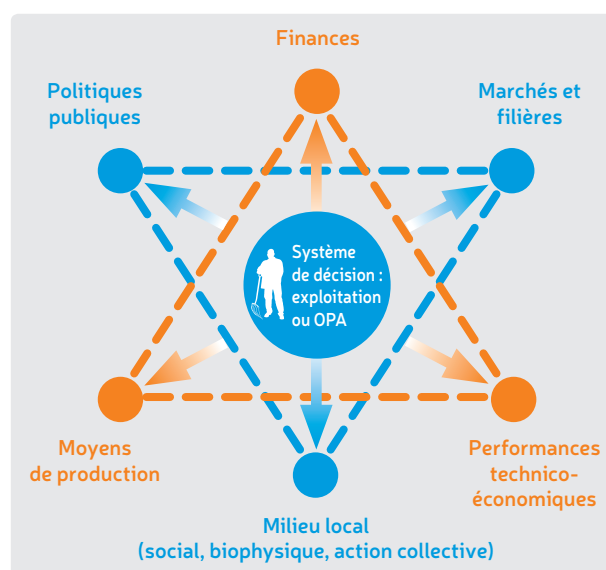 Finances
Politiques
publiques
Marchés et
filières
Système
de décision :
exploitation
ou OPA
Moyens
de production
Performances
technico-
économiques
Milieu local
(social, biophysique, action collective)